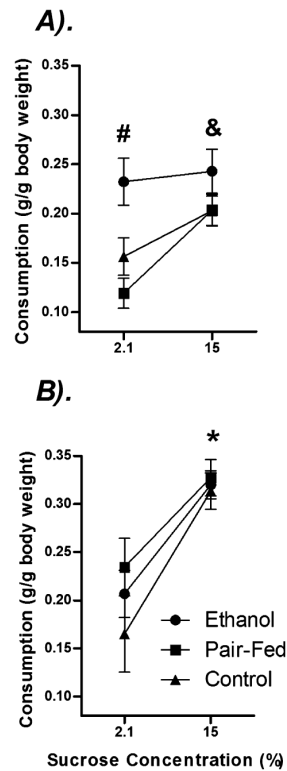 A).
Consumption (g/g body weight)
0.35
0.30
0.25
0.20
0.15
0.10
#
&
2.1
15
B).
Consumption (g/g body weight)
0.35
0.30
0.25
0.20
0.15
0.10
*
Ethanol
Pair-Fed
Control
2.1
15
Sucrose Concentration (%)